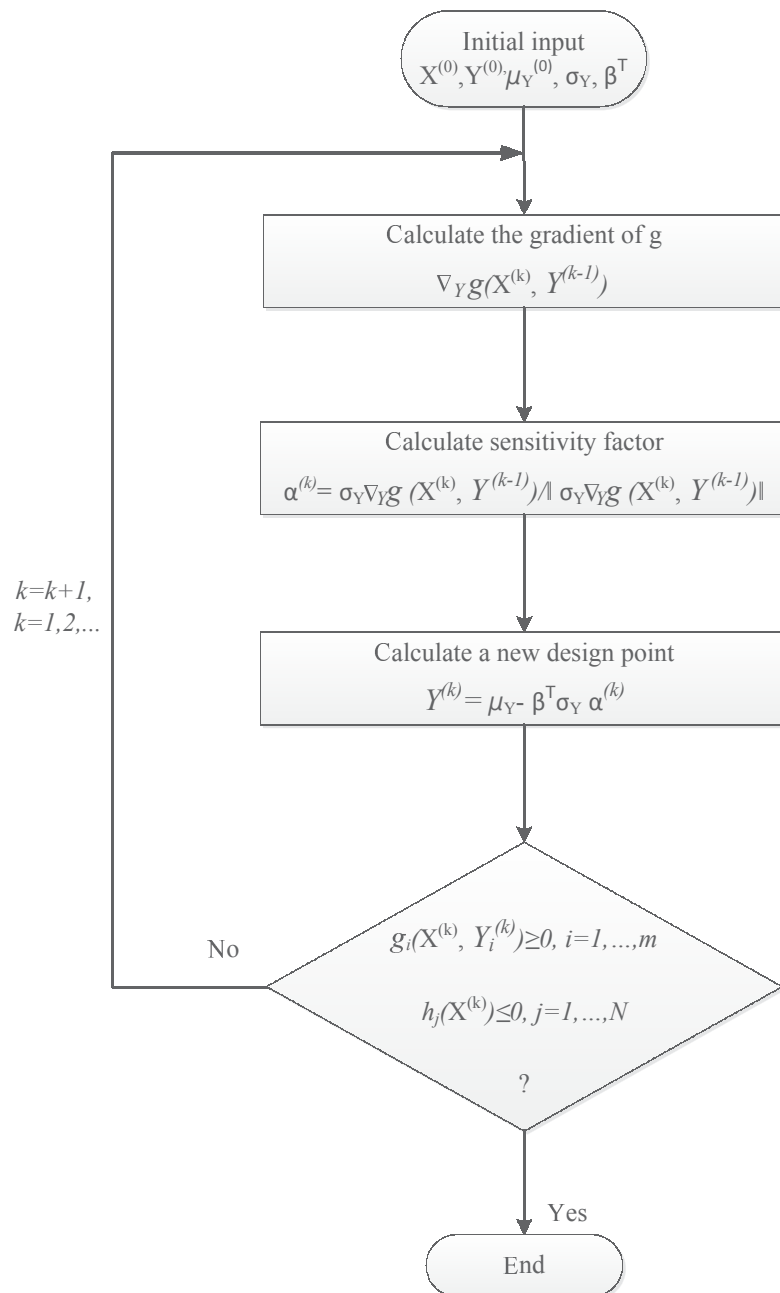 Initial input
X⁽⁰⁾,Y⁽⁰⁾,μ_Y⁽⁰⁾, σ_Y, β^T
Calculate the gradient of g
∇_Y g(X^(k), Y^(k-1))
Calculate sensitivity factor
α^(k)= σ_Y∇_Y g (X^(k), Y^(k-1))/‖ σ_Y∇_Y g (X^(k), Y^(k-1))‖
k=k+1,
k=1,2,...
Calculate a new design point
Y^(k)= μ_Y- β^T σ_Y α^(k)
g_i(X^(k), Y_i^(k))≥0, i=1,...,m
No
h_j(X^(k))≤0, j=1,...,N
?
Yes
End